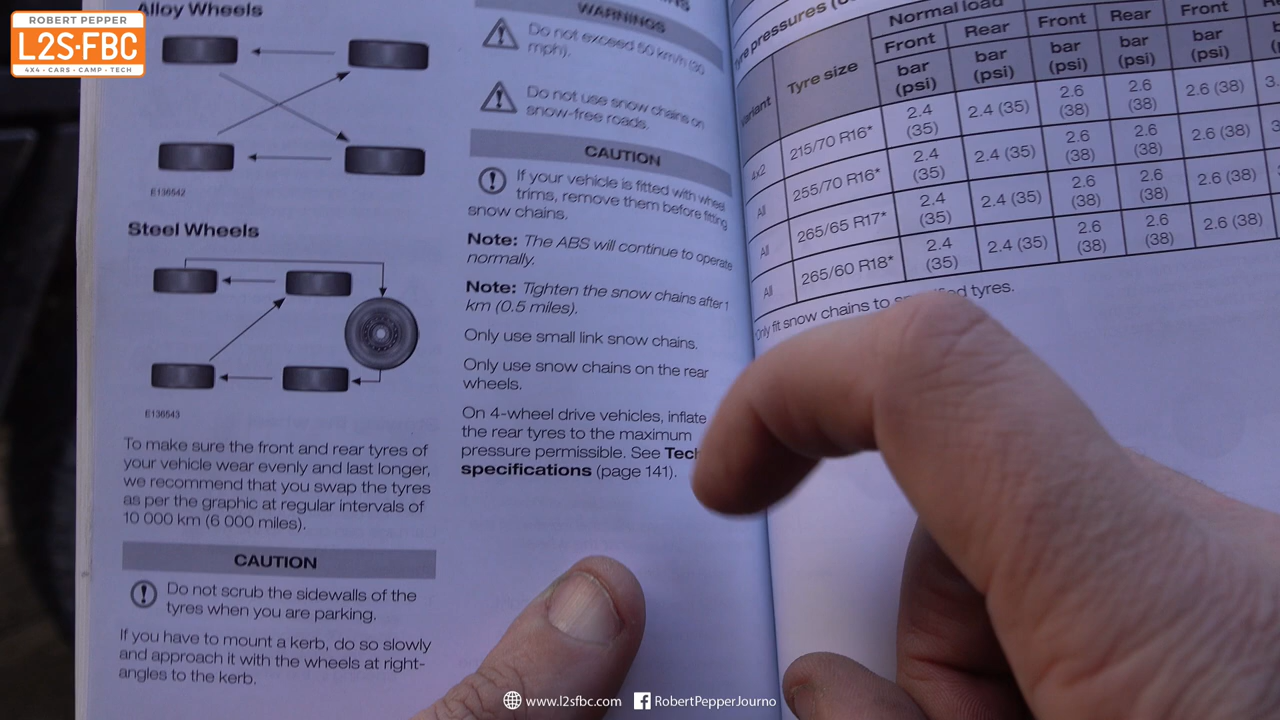 ROBERT PEPPER
L2S·FBC
4X4 · CARS · CAMP · TECH
Alloy Wheels
E136542
Steel Wheels
E136543
To make sure the front and rear tyres of
your vehicle wear evenly and last longer,
we recommend that you swap the tyres
as per the graphic at regular intervals of
10 000 km (6 000 miles).
CAUTION
Do not scrub the sidewalls of the
tyres when you are parking.
If you have to mount a kerb, do so slowly
and approach it with the wheels at right-
angles to the kerb.
WARNINGS
Do not exceed 50 km/h (30
mph).
Do not use snow chains on
snow-free roads.
CAUTION
If your vehicle is fitted with wheel
trims, remove them before fitting
snow chains.
Note: The ABS will continue to operate
normally.
Note: Tighten the snow chains after 1
km (0.5 miles).
Only use small link snow chains.
Only use snow chains on the rear
wheels.
On 4-wheel drive vehicles, inflate
the rear tyres to the maximum
pressure permissible. See
specifications (page 141).
Tyre pressures
Normal load
Variant Tyre size Front Rear Front Rear Front
bar (psi) bar (psi) bar (psi) bar (psi) bar (psi)
4x2 215/70 R16* 2.4 (35) 2.4 (35) 2.6 (38) 2.6 (38) 2.6 (38)
All 255/70 R16* 2.4 (35) 2.4 (35) 2.6 (38) 2.6 (38) 2.6 (38)
All 265/65 R17* 2.4 (35) 2.4 (35) 2.6 (38) 2.6 (38) 2.6 (38)
All 265/60 R18* 2.4 (35) 2.4 (35) 2.6 (38) 2.6 (38) 2.6 (38)
*Only fit snow chains to specified tyres.
www.l2sfbc.com RobertPepperJourno